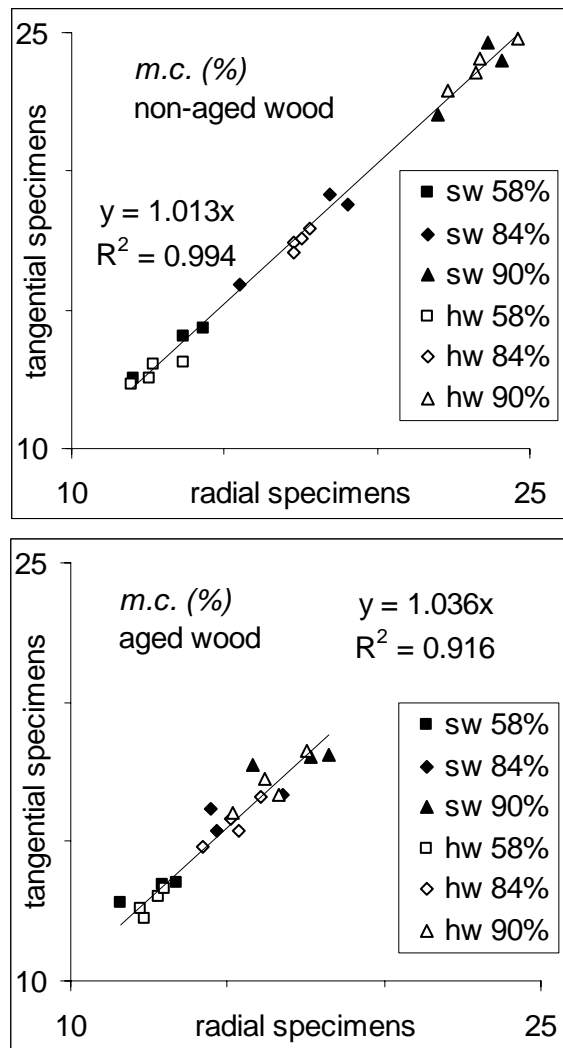 25
m.c. (%)
non-aged wood
y = 1.013x
R² = 0.994
tangential specimens
sw 58%
sw 84%
sw 90%
hw 58%
hw 84%
hw 90%
10
10
radial specimens
25
25
m.c. (%)
aged wood
y = 1.036x
R² = 0.916
tangential specimens
sw 58%
sw 84%
sw 90%
hw 58%
hw 84%
hw 90%
10
10
radial specimens
25